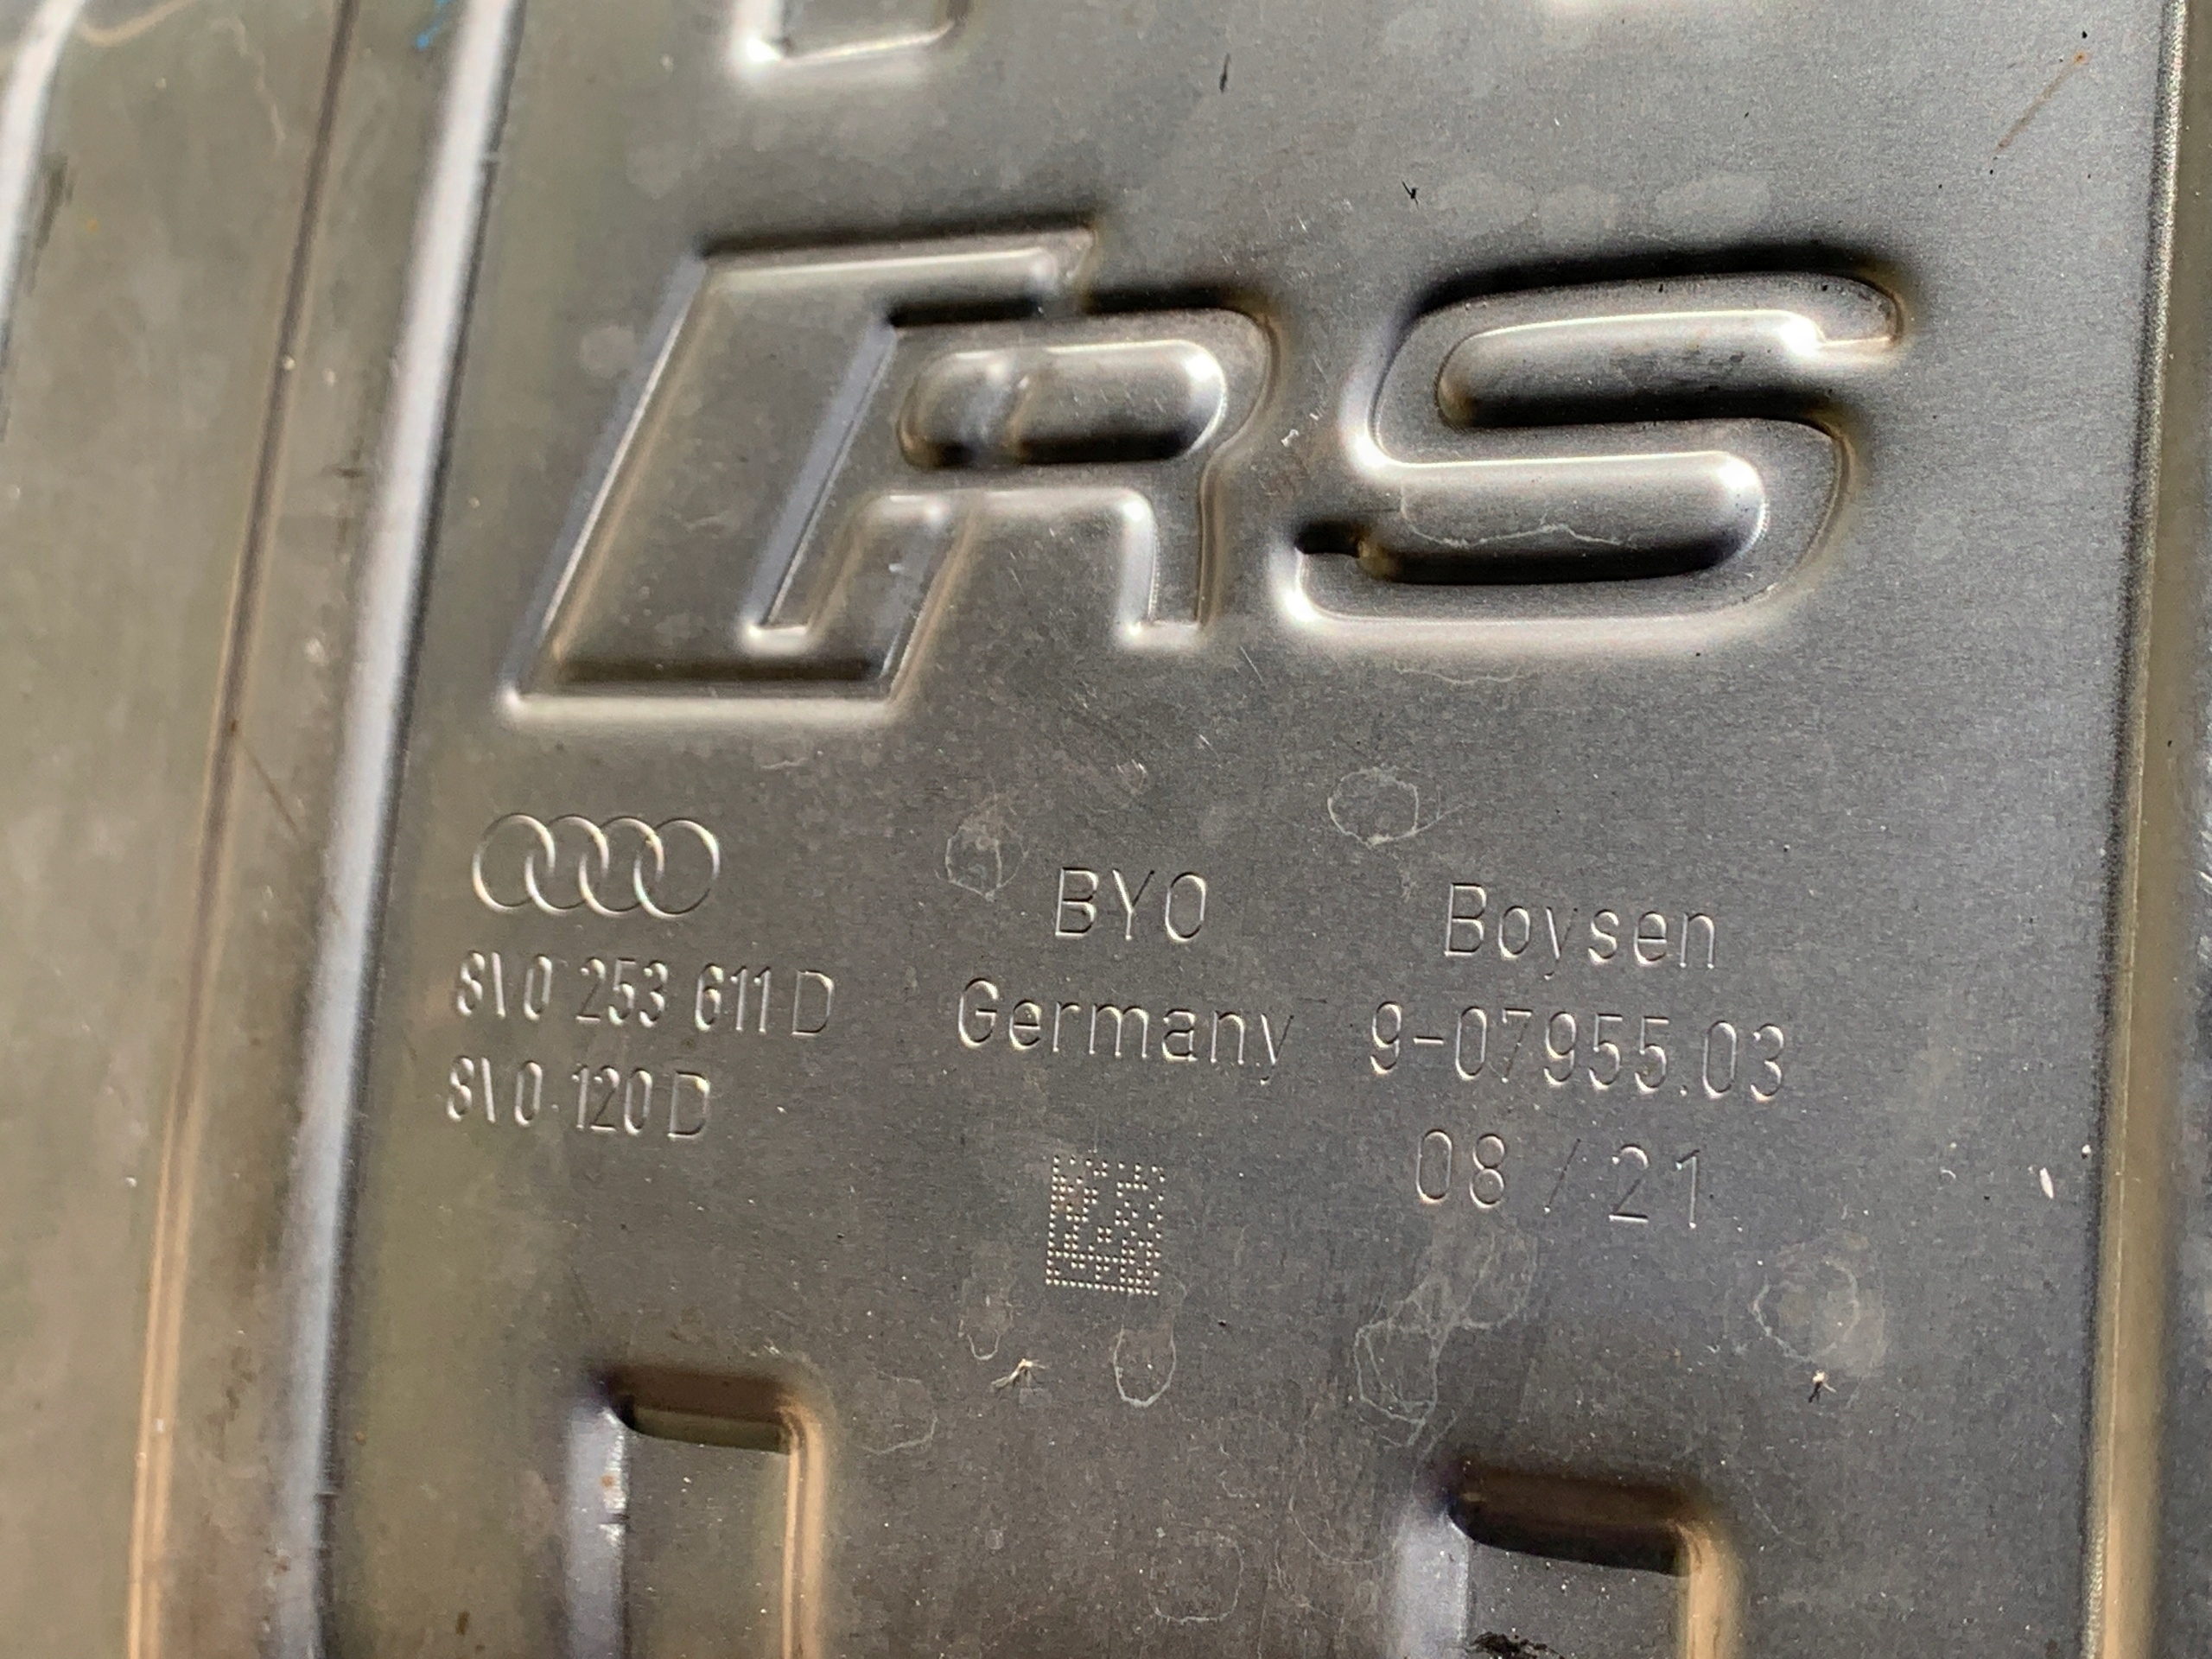 RS
BYO Boysen
8V0 253 611 D Germany 9-07955.03
8V0 120 D 08 / 21